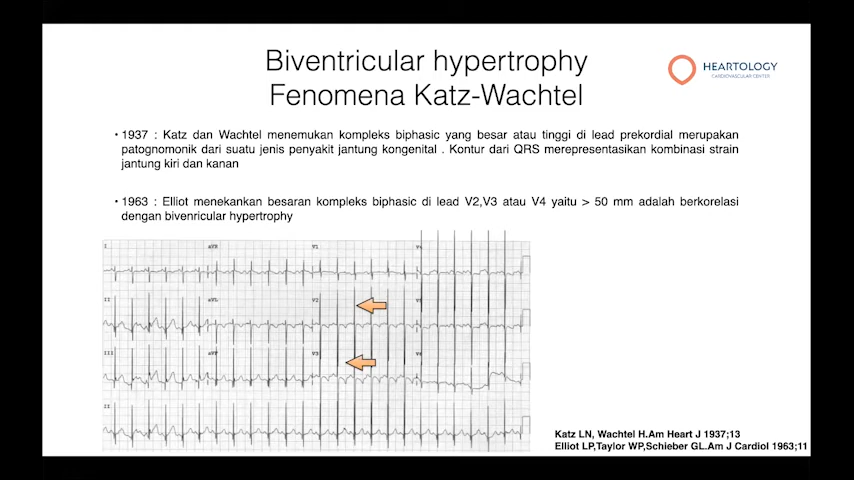 Biventricular hypertrophy
Fenomena Katz-Wachtel
HEARTOLOGY
CARDIOVASCULAR CENTER
• 1937 : Katz dan Wachtel menemukan kompleks biphasic yang besar atau tinggi di lead prekordial merupakan
patognomonik dari suatu jenis penyakit jantung kongenital . Kontur dari QRS merepresentasikan kombinasi strain
jantung kiri dan kanan
• 1963 : Elliot menekankan besaran kompleks biphasic di lead V2,V3 atau V4 yaitu > 50 mm adalah berkorelasi
dengan bivenricular hypertrophy
I aVR V1
II aVL V2
III aVF V3
II
Katz LN, Wachtel H.Am Heart J 1937;13
Elliot LP,Taylor WP,Schieber GL.Am J Cardiol 1963;11